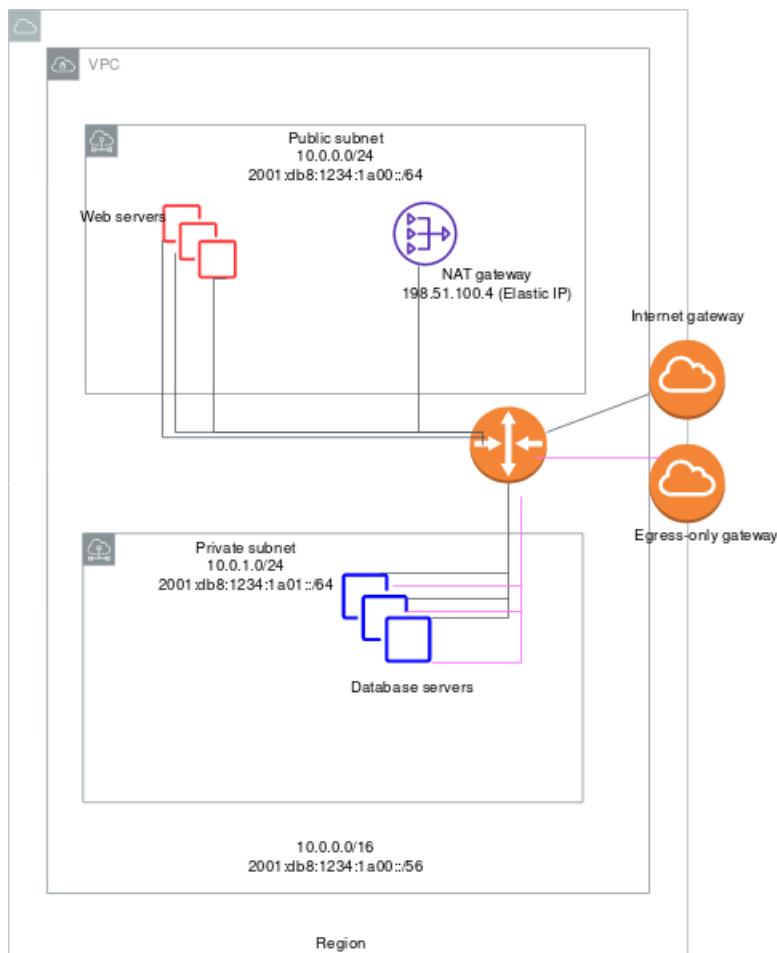 VPC
Public subnet
10.0.0.0/24
2001:db8:1234:1a00::/64
Web servers
NAT gateway
198.51.100.4 (Elastic IP)
Internet gateway
Egress-only gateway
Private subnet
10.0.1.0/24
2001:db8:1234:1a01::/64
Database servers
10.0.0.0/16
2001:db8:1234:1a00::/56
Region